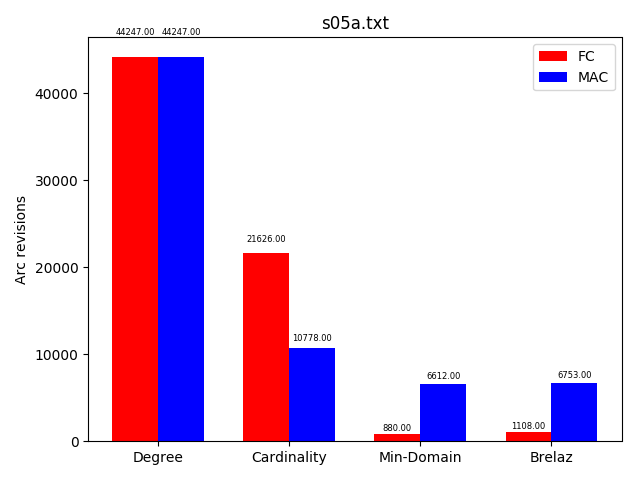 s05a.txt
44247.00 44247.00
FC
MAC
40000
30000
21626.00
20000
10778.00
10000
6612.00
6753.00
880.00
1108.00
0
Arc revisions
Degree Cardinality Min-Domain Brelaz